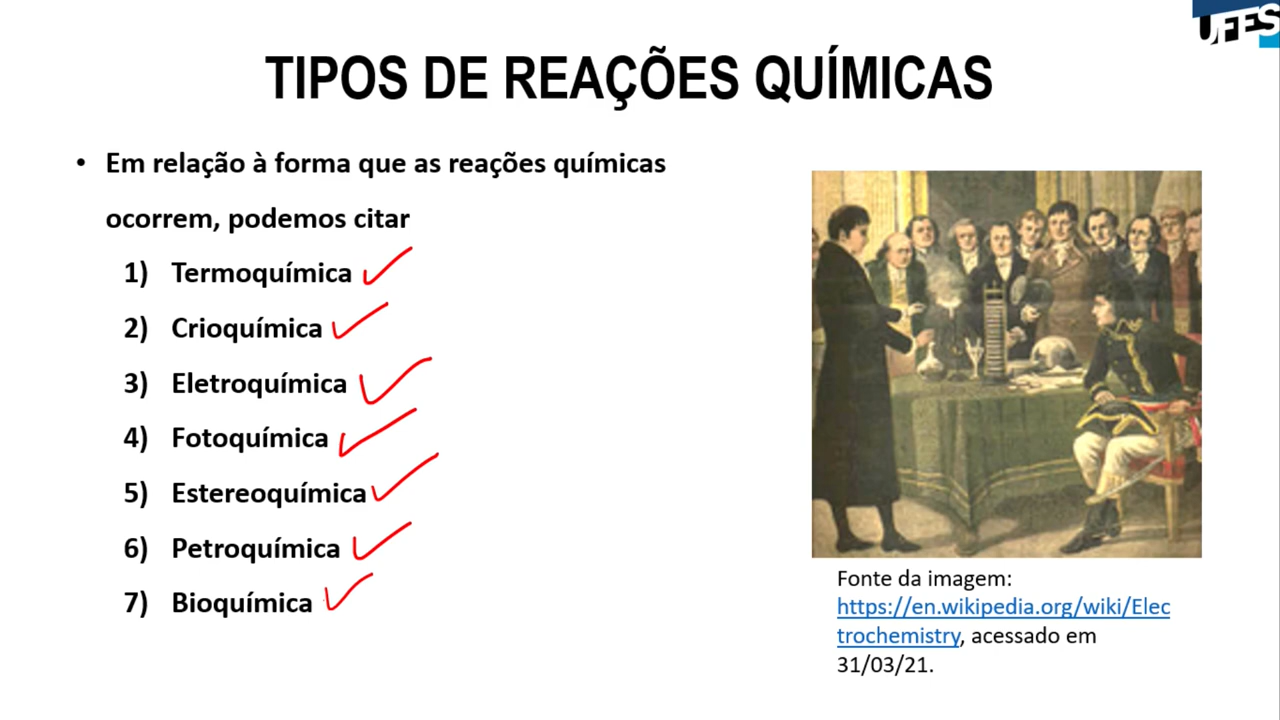 UFES
TIPOS DE REAÇÕES QUÍMICAS
• Em relação à forma que as reações químicas
ocorrem, podemos citar
1) Termoquímica
2) Crioquímica
3) Eletroquímica
4) Fotoquímica
5) Estereoquímica
6) Petroquímica
7) Bioquímica
Fonte da imagem:
https://en.wikipedia.org/wiki/Elec
trochemistry, acessado em
31/03/21.